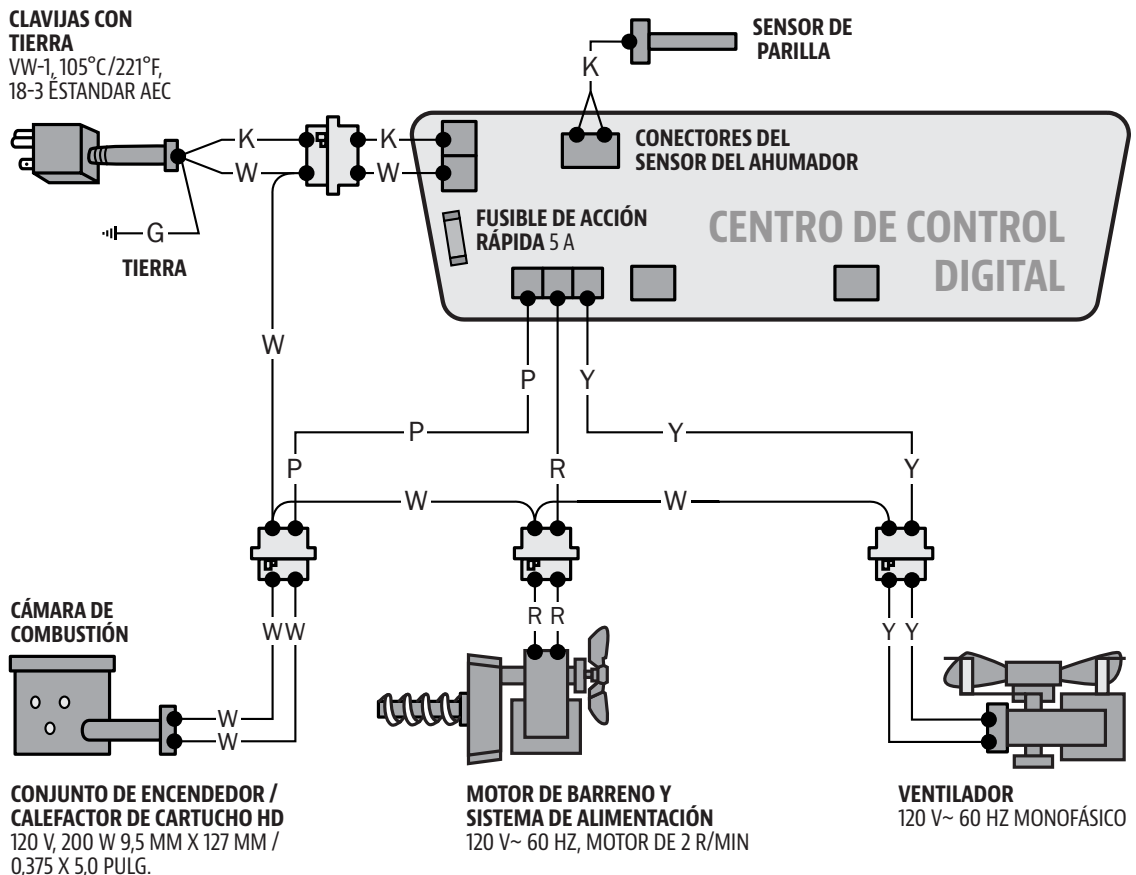 CLAVIJAS CON
TIERRA
VW-1, 105°C/221°F,
18-3 ÉSTANDAR AEC
SENSOR DE
PARILLA
K
CONECTORES DEL
SENSOR DEL AHUMADOR
K
K
W
W
FUSIBLE DE ACCIÓN
RÁPIDA 5 A
CENTRO DE CONTROL
DIGITAL
G
TIERRA
W
P
Y
P
Y
P
R
Y
W
W
CÁMARA DE
COMBUSTIÓN
W W
R R
Y Y
W
W
CONJUNTO DE ENCENDEDOR /
CALEFACTOR DE CARTUCHO HD
120 V, 200 W 9,5 MM X 127 MM /
0,375 X 5,0 PULG.
MOTOR DE BARRENO Y
SISTEMA DE ALIMENTACIÓN
120 V~ 60 HZ, MOTOR DE 2 R/MIN
VENTILADOR
120 V~ 60 HZ MONOFÁSICO